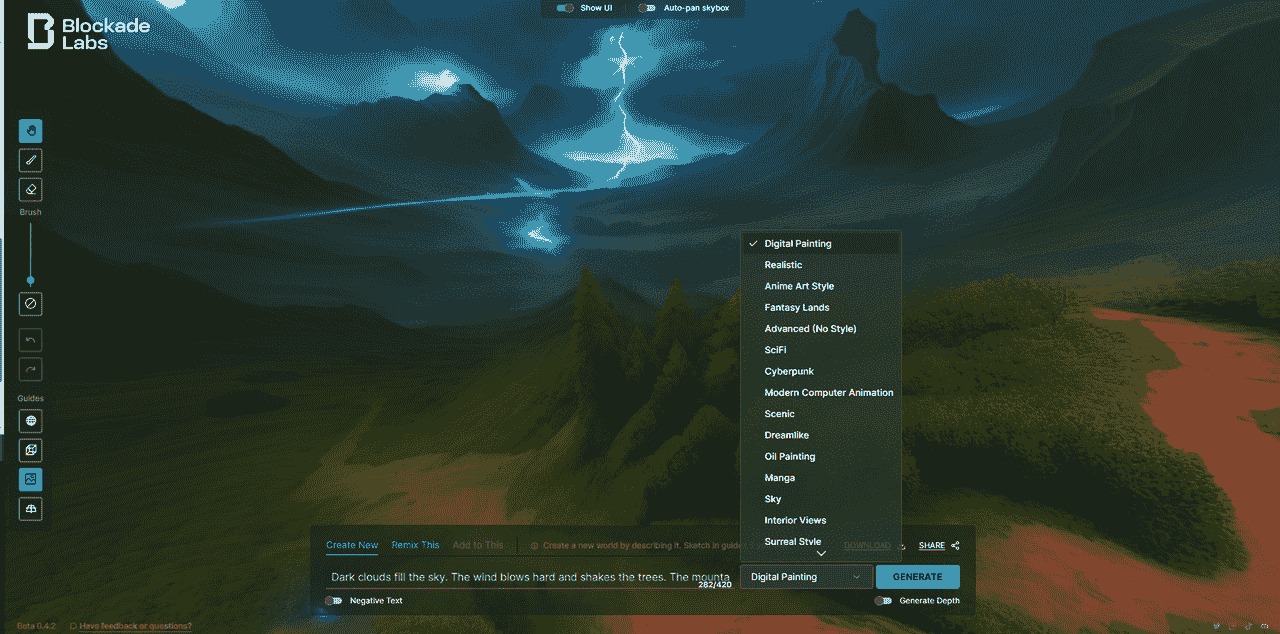 Show UI
Auto-pan skybox
Blockade
Labs
Brush
Guides
Digital Painting
Realistic
Anime Art Style
Fantasy Lands
Advanced (No Style)
SciFi
Cyberpunk
Modern Computer Animation
Scenic
Dreamlike
Oil Painting
Manga
Sky
Interior Views
Surreal Style
Create New
Remix This
Add to This
Create a new world by describing it. Sketch in guides
DOWNLOAD
SHARE
Dark clouds fill the sky. The wind blows hard and shakes the trees. The mounta
282/420
Digital Painting
GENERATE
Negative Text
Generate Depth
Beta 0.4.2
Have feedback or questions?